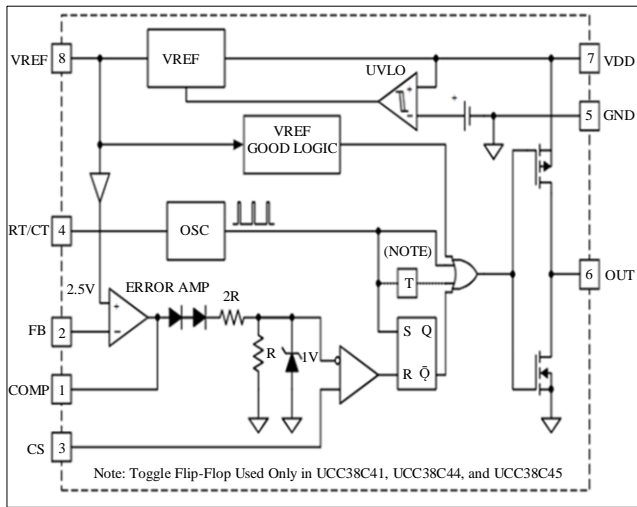 VREF 8 VREF 7 VDD
UVLO
+
−
+
5 GND
VREF
GOOD LOGIC
RT/CT 4 OSC
(NOTE)
T
6 OUT
2.5V ERROR AMP 2R
+
−
FB 2
S Q
R 1V
R Q̄
COMP 1
CS 3
Note: Toggle Flip-Flop Used Only in UCC38C41, UCC38C44, and UCC38C45